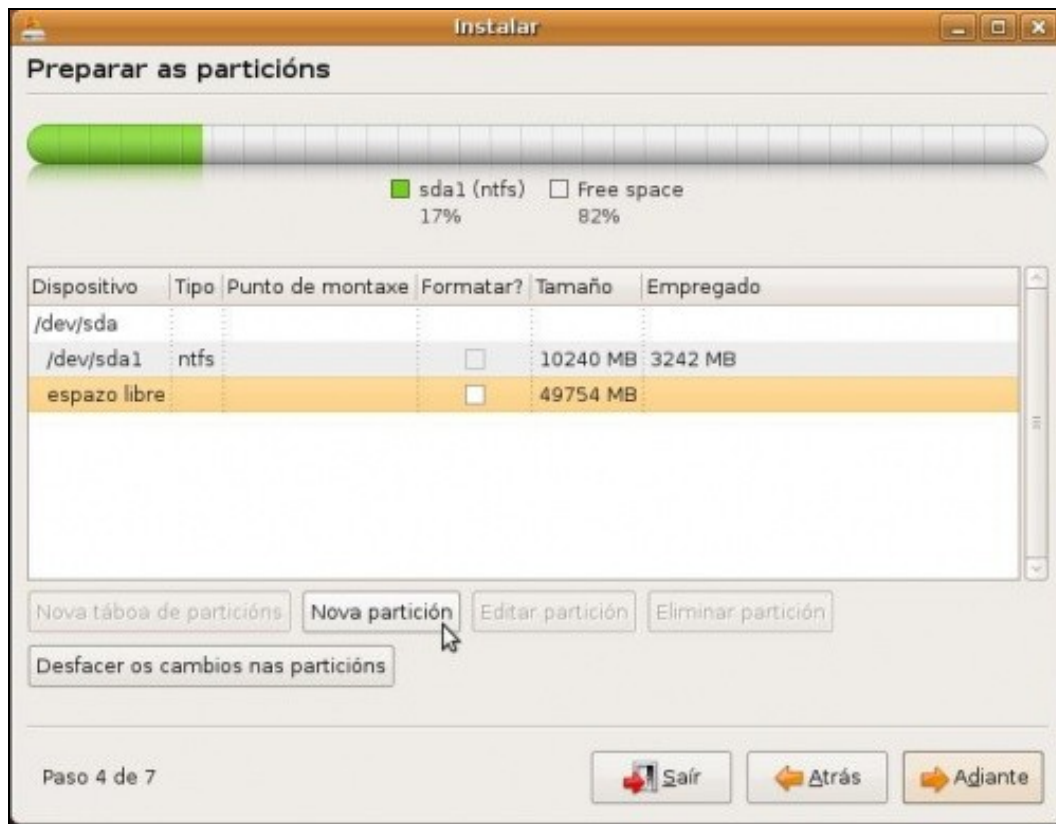 Instalar
Preparar as particións
sda1 (ntfs) Free space
17% 82%
Dispositivo Tipo Punto de montaxe Formatar? Tamaño Empregado
/dev/sda
/dev/sda1 ntfs 10240 MB 3242 MB
espazo libre 49754 MB
Nova táboa de particións Nova partición Editar partición Eliminar partición
Desfacer os cambios nas particións
Paso 4 de 7 Saír Atrás Adiante